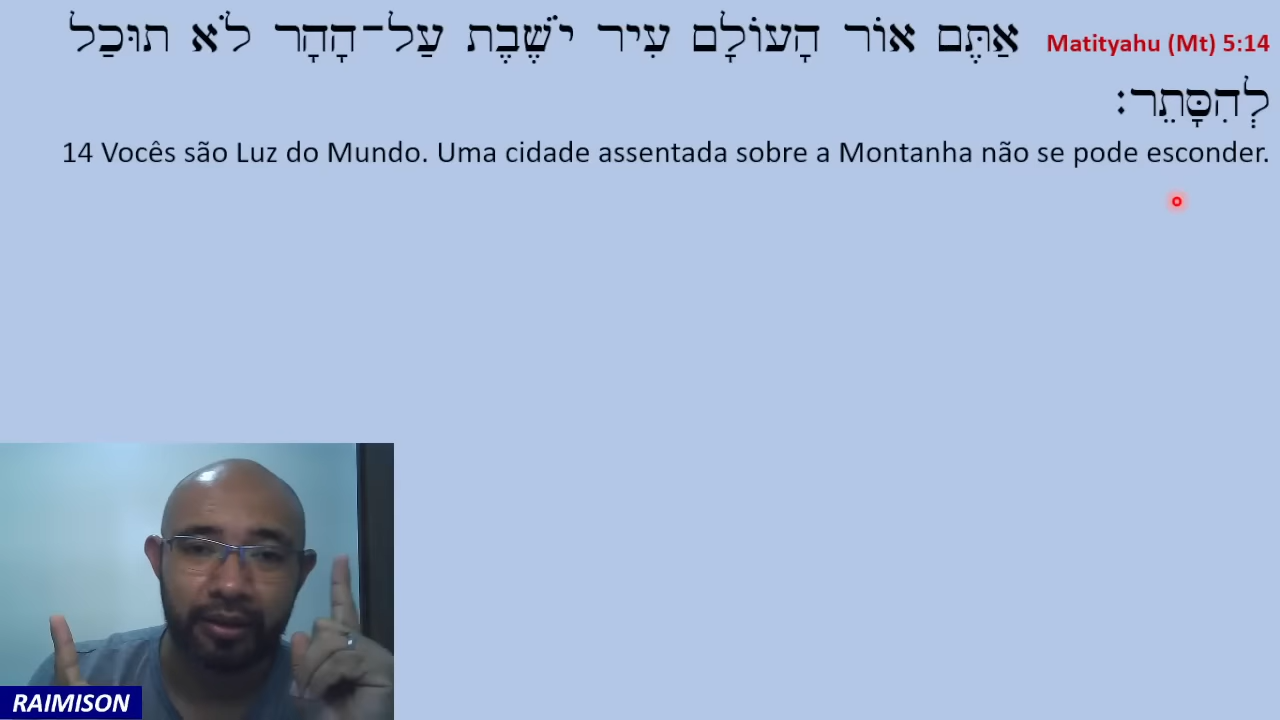 Matityahu (Mt) 5:14 אַתֶּם אוֹר הָעוֹלָם עִיר יֹשֶׁבֶת עַל־הָהָר לֹא תוּכַל
לְהִסָּתֵר׃
14 Vocês são Luz do Mundo. Uma cidade assentada sobre a Montanha não se pode esconder.
RAIMISON